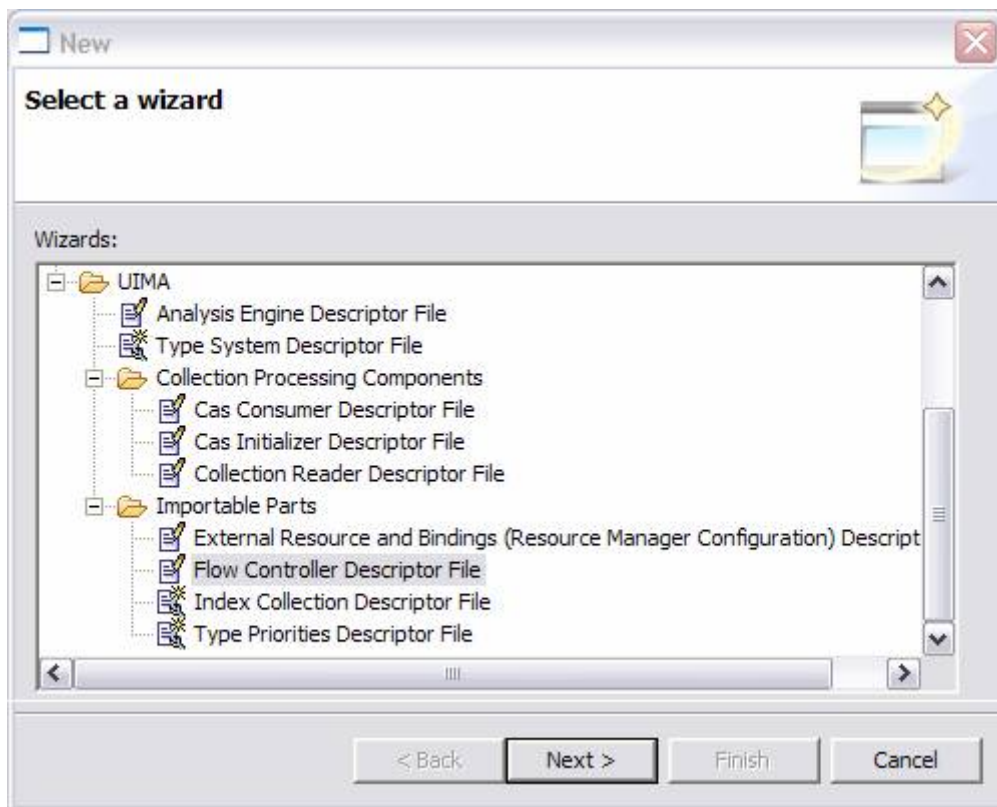 New
Select a wizard
Wizards:
UIMA
Analysis Engine Descriptor File
Type System Descriptor File
Collection Processing Components
Cas Consumer Descriptor File
Cas Initializer Descriptor File
Collection Reader Descriptor File
Importable Parts
External Resource and Bindings (Resource Manager Configuration) Descript
Flow Controller Descriptor File
Index Collection Descriptor File
Type Priorities Descriptor File
< Back Next > Finish Cancel